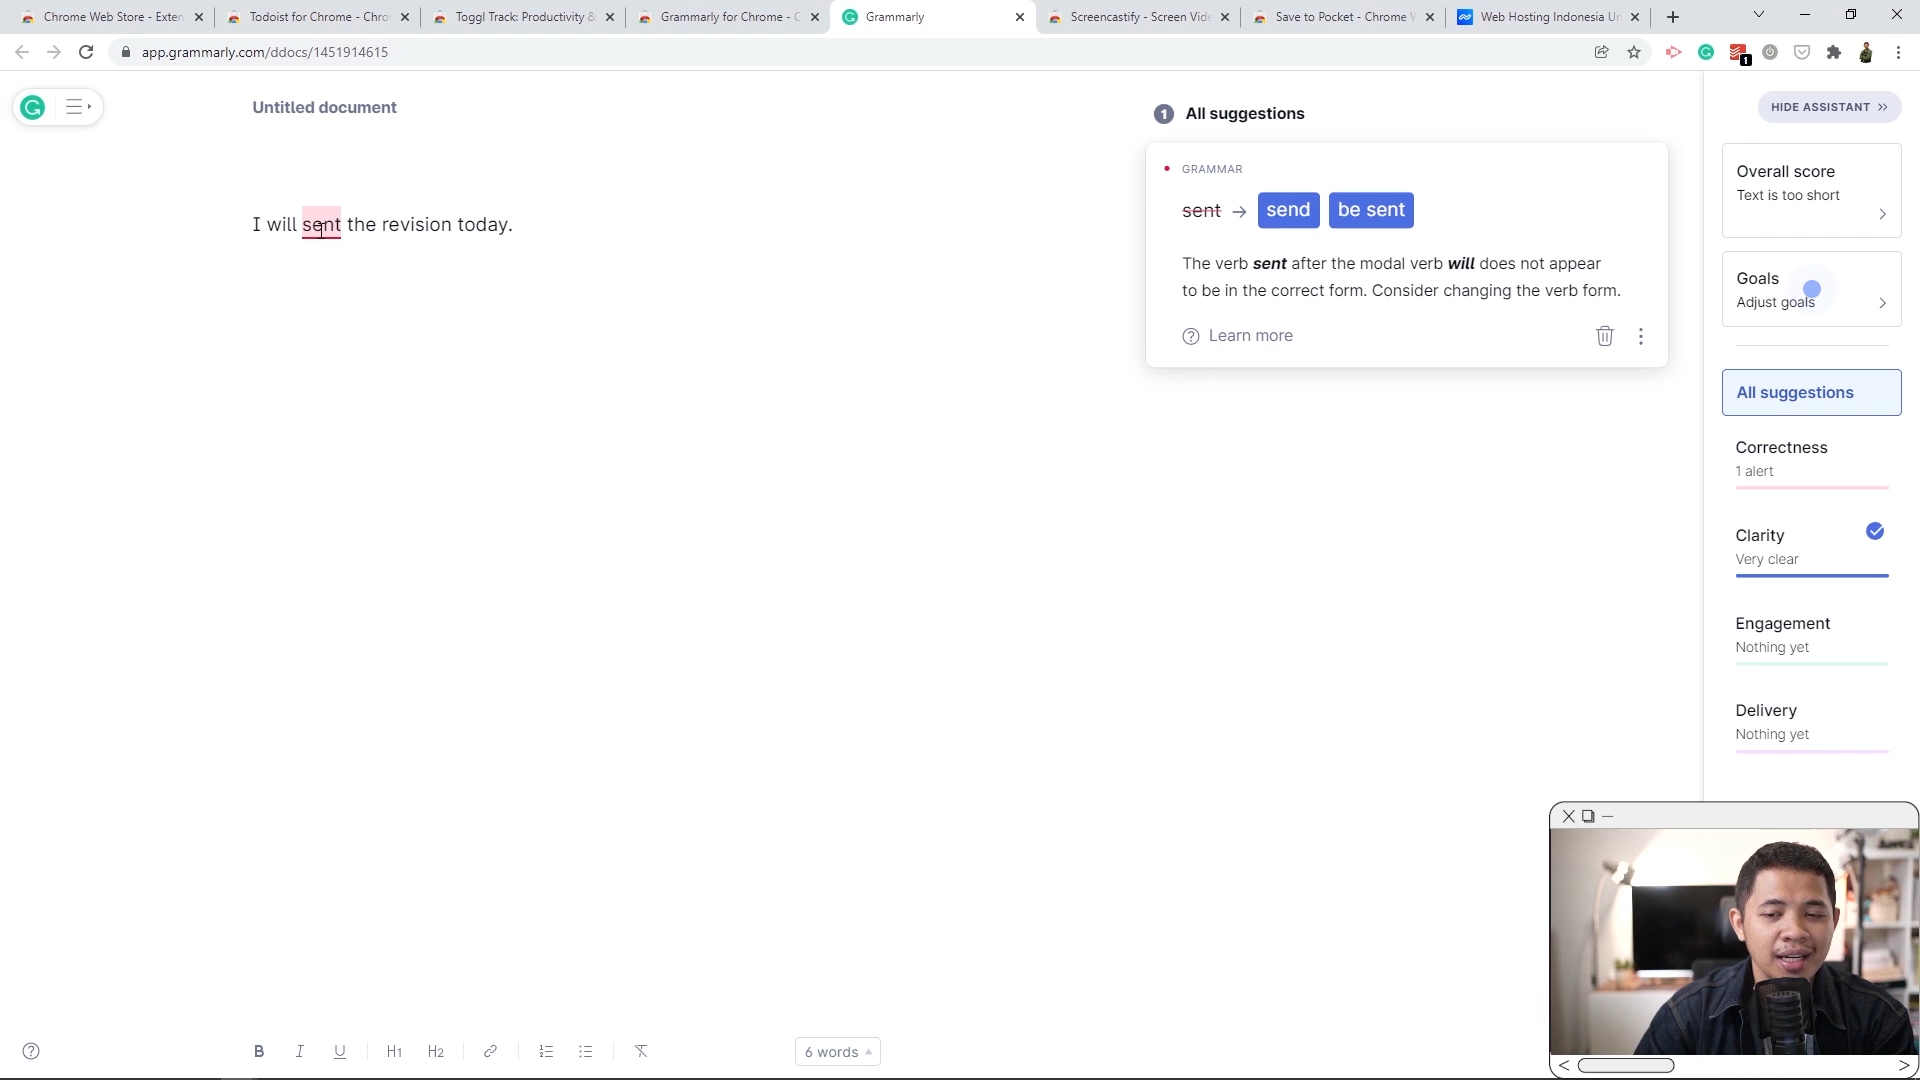 Chrome Web Store - Exten
Todoist for Chrome - Chro
Toggl Track: Productivity &
Grammarly for Chrome - C
Grammarly
Screencastify - Screen Vide
Save to Pocket - Chrome W
Web Hosting Indonesia Un
app.grammarly.com/ddocs/1451914615
1
Untitled document
I will sent the revision today.
1 All suggestions
GRAMMAR
sent → send be sent
The verb sent after the modal verb will does not appear
to be in the correct form. Consider changing the verb form.
Learn more
HIDE ASSISTANT
Overall score
Text is too short
Goals
Adjust goals
All suggestions
Correctness
1 alert
Clarity
Very clear
Engagement
Nothing yet
Delivery
Nothing yet
B I U H1 H2
6 words